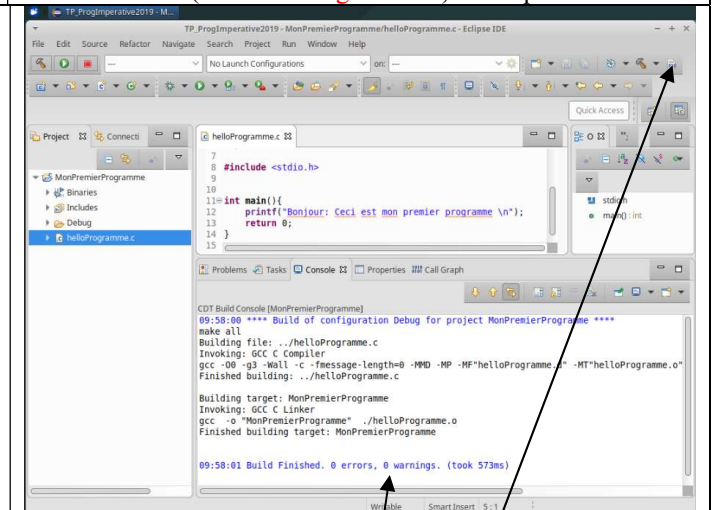 TP_ProgImperative2019 - M...
TP_ProgImperative2019 - MonPremierProgramme/helloProgramme.c - Eclipse IDE
File Edit Source Refactor Navigate Search Project Run Window Help
No Launch Configurations on: ---
Quick Access
Project Connecti
MonPremierProgramme
Binaries
Includes
Debug
helloProgramme.c
helloProgramme.c
7
8 #include <stdio.h>
9
10
11 int main(){
12 printf("Bonjour: Ceci est mon premier programme \n");
13 return 0;
14 }
15
O
stdio.h
main() : int
Problems Tasks Console Properties Call Graph
CDT Build Console [MonPremierProgramme]
09:58:00 **** Build of configuration Debug for project MonPremierProgramme ****
make all
Building file: ../helloProgramme.c
Invoking: GCC C Compiler
gcc -O0 -g3 -Wall -c -fmessage-length=0 -MMD -MP -MF"helloProgramme.d" -MT"helloProgramme.o"
Finished building: ../helloProgramme.c
Building target: MonPremierProgramme
Invoking: GCC C Linker
gcc -o "MonPremierProgramme" ./helloProgramme.o
Finished building target: MonPremierProgramme
09:58:01 Build Finished. 0 errors, 0 warnings. (took 573ms)
Writable Smart Insert 5 : 1